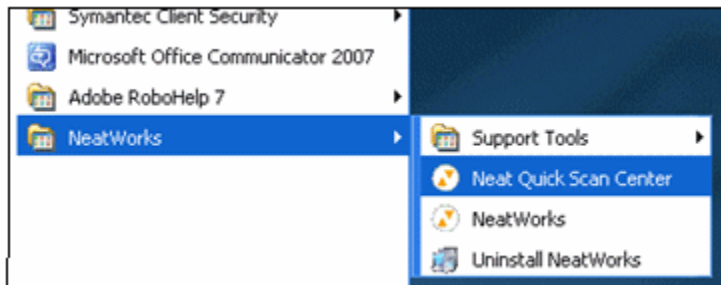 Symantec Client Security
Microsoft Office Communicator 2007
Adobe RoboHelp 7
NeatWorks
Support Tools
Neat Quick Scan Center
NeatWorks
Uninstall NeatWorks